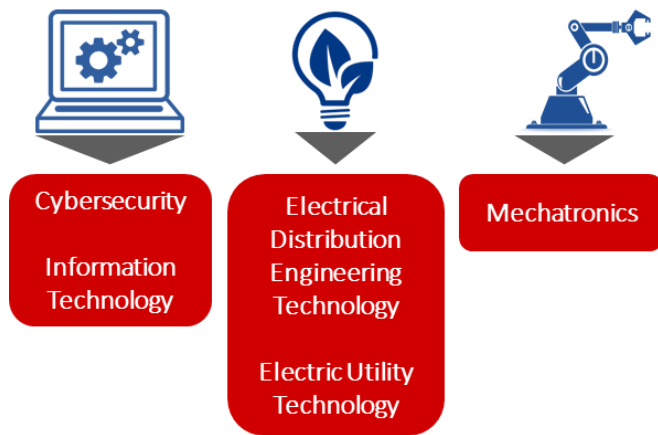 Cybersecurity
Information
Technology
Electrical
Distribution
Engineering
Technology
Electric Utility
Technology
Mechatronics